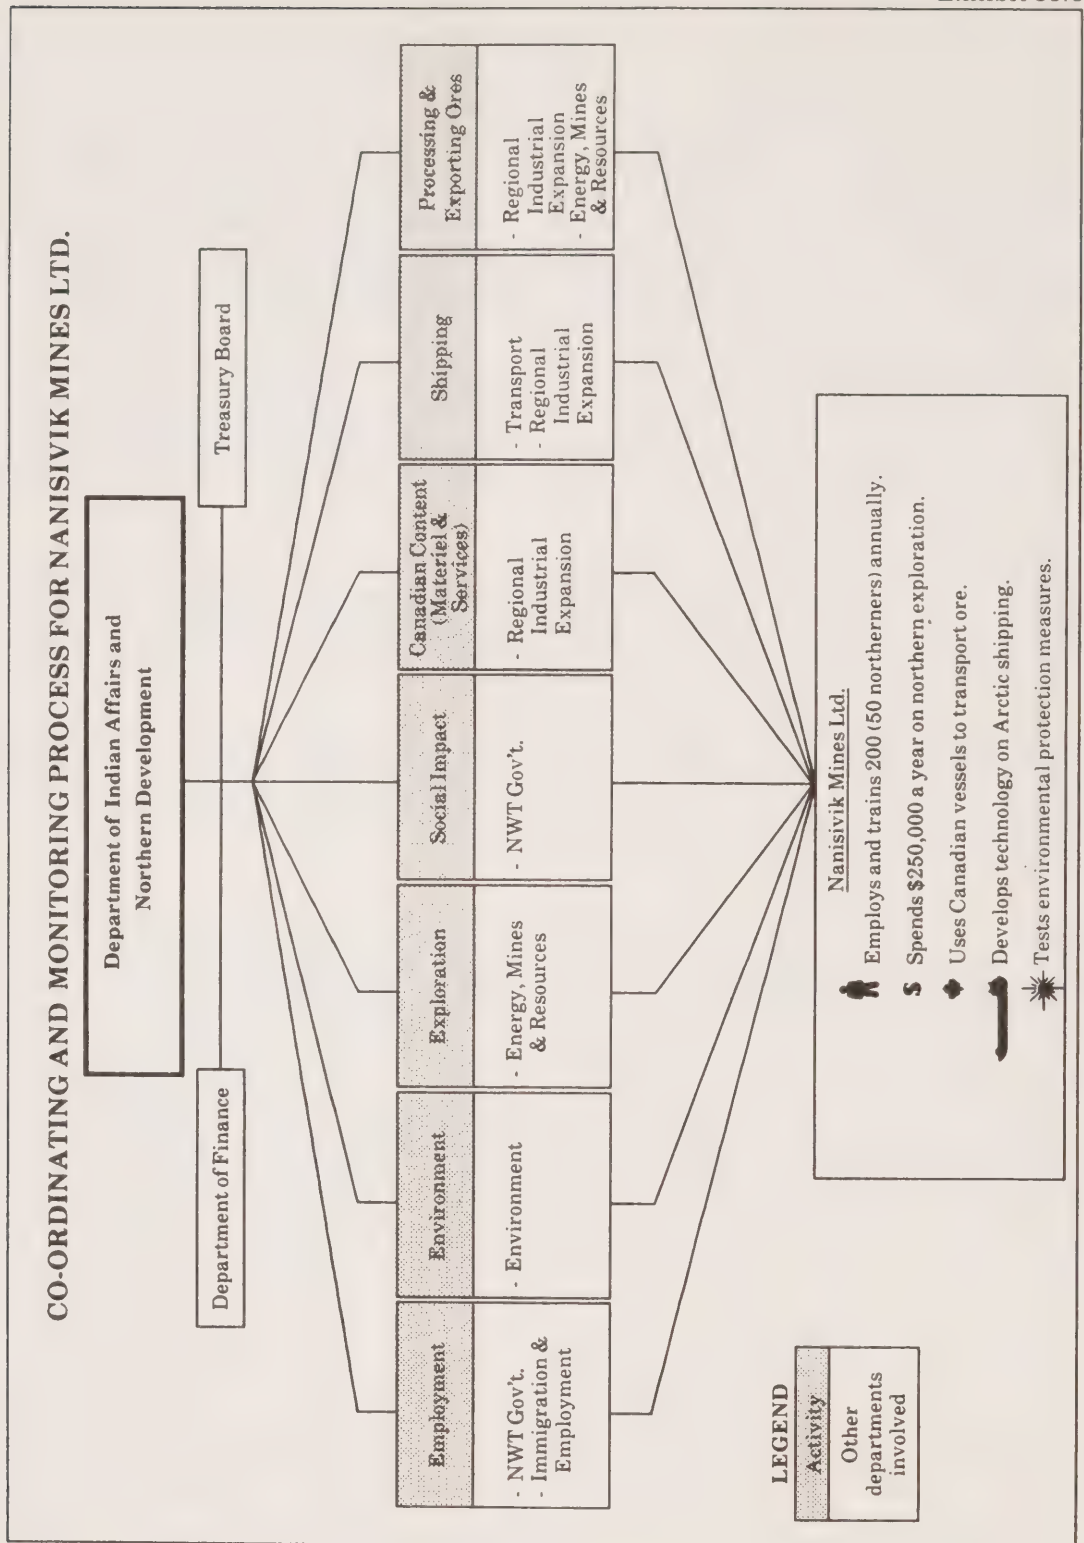 CO-ORDINATING AND MONITORING PROCESS FOR NANISIVIK MINES LTD.
Department of Indian Affairs and
Northern Development
Department of Finance
Treasury Board
Employment
- NWT Gov't.
- Immigration &
Employment
Environment
- Environment
Exploration
- Energy, Mines
& Resources
Social Impact
- NWT Gov't.
Canadian Content
(Materiel &
Services)
- Regional
Industrial
Expansion
Shipping
- Transport
- Regional
Industrial
Expansion
Processing &
Exporting Ores
- Regional
Industrial
Expansion
- Energy, Mines
& Resources
LEGEND
Activity
Other
departments
involved
Nanisivik Mines Ltd.
Employs and trains 200 (50 northerners) annually.
$ Spends $250,000 a year on northern exploration.
Uses Canadian vessels to transport ore.
Develops technology on Arctic shipping.
Tests environmental protection measures.